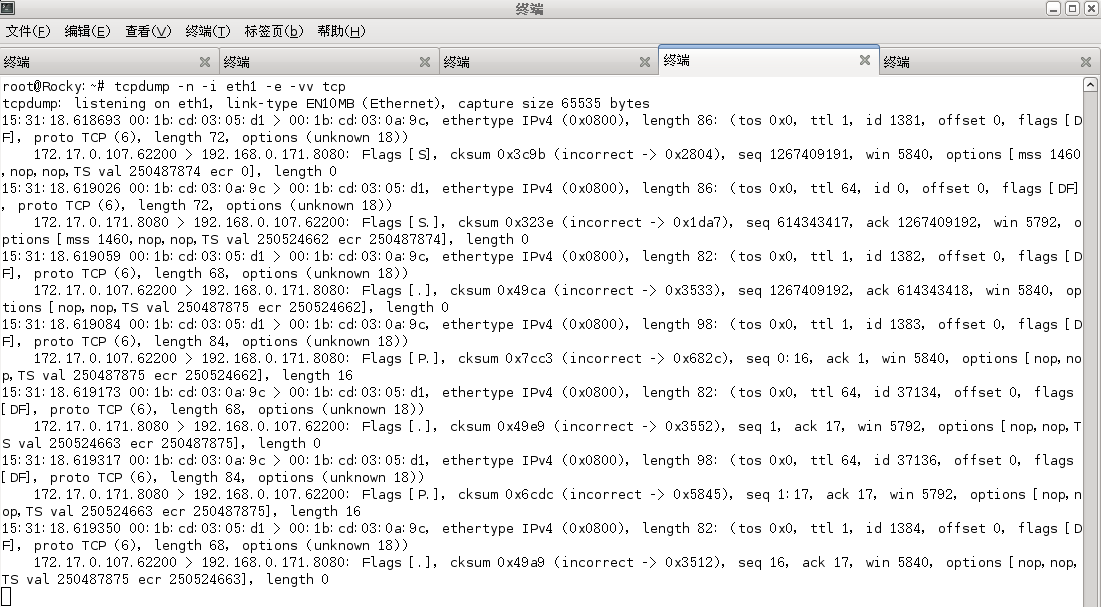 终端
文件(F) 编辑(E) 查看(V) 终端(T) 标签页(b) 帮助(H)
终端 终端 终端 终端 终端
root@Rocky:~# tcpdump -n -i eth1 -e -vv tcp
tcpdump: listening on eth1, link-type EN10MB (Ethernet), capture size 65535 bytes
15:31:18.618693 00:1b:cd:03:05:d1 > 00:1b:cd:03:0a:9c, ethertype IPv4 (0x0800), length 86: (tos 0x0, ttl 1, id 1381, offset 0, flags [D
F], proto TCP (6), length 72, options (unknown 18))
    172.17.0.107.62200 > 192.168.0.171.8080: Flags [S], cksum 0x3c9b (incorrect -> 0x2804), seq 1267409191, win 5840, options [mss 1460
,nop,nop,TS val 250487874 ecr 0], length 0
15:31:18.619026 00:1b:cd:03:0a:9c > 00:1b:cd:03:05:d1, ethertype IPv4 (0x0800), length 86: (tos 0x0, ttl 64, id 0, offset 0, flags [DF]
, proto TCP (6), length 72, options (unknown 18))
    172.17.0.171.8080 > 192.168.0.107.62200: Flags [S.], cksum 0x323e (incorrect -> 0x1da7), seq 614343417, ack 1267409192, win 5792, o
ptions [mss 1460,nop,nop,TS val 250524662 ecr 250487874], length 0
15:31:18.619059 00:1b:cd:03:05:d1 > 00:1b:cd:03:0a:9c, ethertype IPv4 (0x0800), length 82: (tos 0x0, ttl 1, id 1382, offset 0, flags [D
F], proto TCP (6), length 68, options (unknown 18))
    172.17.0.107.62200 > 192.168.0.171.8080: Flags [.], cksum 0x49ca (incorrect -> 0x3533), seq 1267409192, ack 614343418, win 5840, op
tions [nop,nop,TS val 250487875 ecr 250524662], length 0
15:31:18.619084 00:1b:cd:03:05:d1 > 00:1b:cd:03:0a:9c, ethertype IPv4 (0x0800), length 98: (tos 0x0, ttl 1, id 1383, offset 0, flags [D
F], proto TCP (6), length 84, options (unknown 18))
    172.17.0.107.62200 > 192.168.0.171.8080: Flags [P.], cksum 0x7cc3 (incorrect -> 0x682c), seq 0:16, ack 1, win 5840, options [nop,no
p,TS val 250487875 ecr 250524662], length 16
15:31:18.619173 00:1b:cd:03:0a:9c > 00:1b:cd:03:05:d1, ethertype IPv4 (0x0800), length 82: (tos 0x0, ttl 64, id 37134, offset 0, flags
[DF], proto TCP (6), length 68, options (unknown 18))
    172.17.0.171.8080 > 192.168.0.107.62200: Flags [.], cksum 0x49e9 (incorrect -> 0x3552), seq 1, ack 17, win 5792, options [nop,nop,T
S val 250524663 ecr 250487875], length 0
15:31:18.619317 00:1b:cd:03:0a:9c > 00:1b:cd:03:05:d1, ethertype IPv4 (0x0800), length 98: (tos 0x0, ttl 64, id 37136, offset 0, flags
[DF], proto TCP (6), length 84, options (unknown 18))
    172.17.0.171.8080 > 192.168.0.107.62200: Flags [P.], cksum 0x6cdc (incorrect -> 0x5845), seq 1:17, ack 17, win 5792, options [nop,n
op,TS val 250524663 ecr 250487875], length 16
15:31:18.619350 00:1b:cd:03:05:d1 > 00:1b:cd:03:0a:9c, ethertype IPv4 (0x0800), length 82: (tos 0x0, ttl 1, id 1384, offset 0, flags [D
F], proto TCP (6), length 68, options (unknown 18))
    172.17.0.107.62200 > 192.168.0.171.8080: Flags [.], cksum 0x49a9 (incorrect -> 0x3512), seq 16, ack 17, win 5840, options [nop,nop,
TS val 250487875 ecr 250524663], length 0